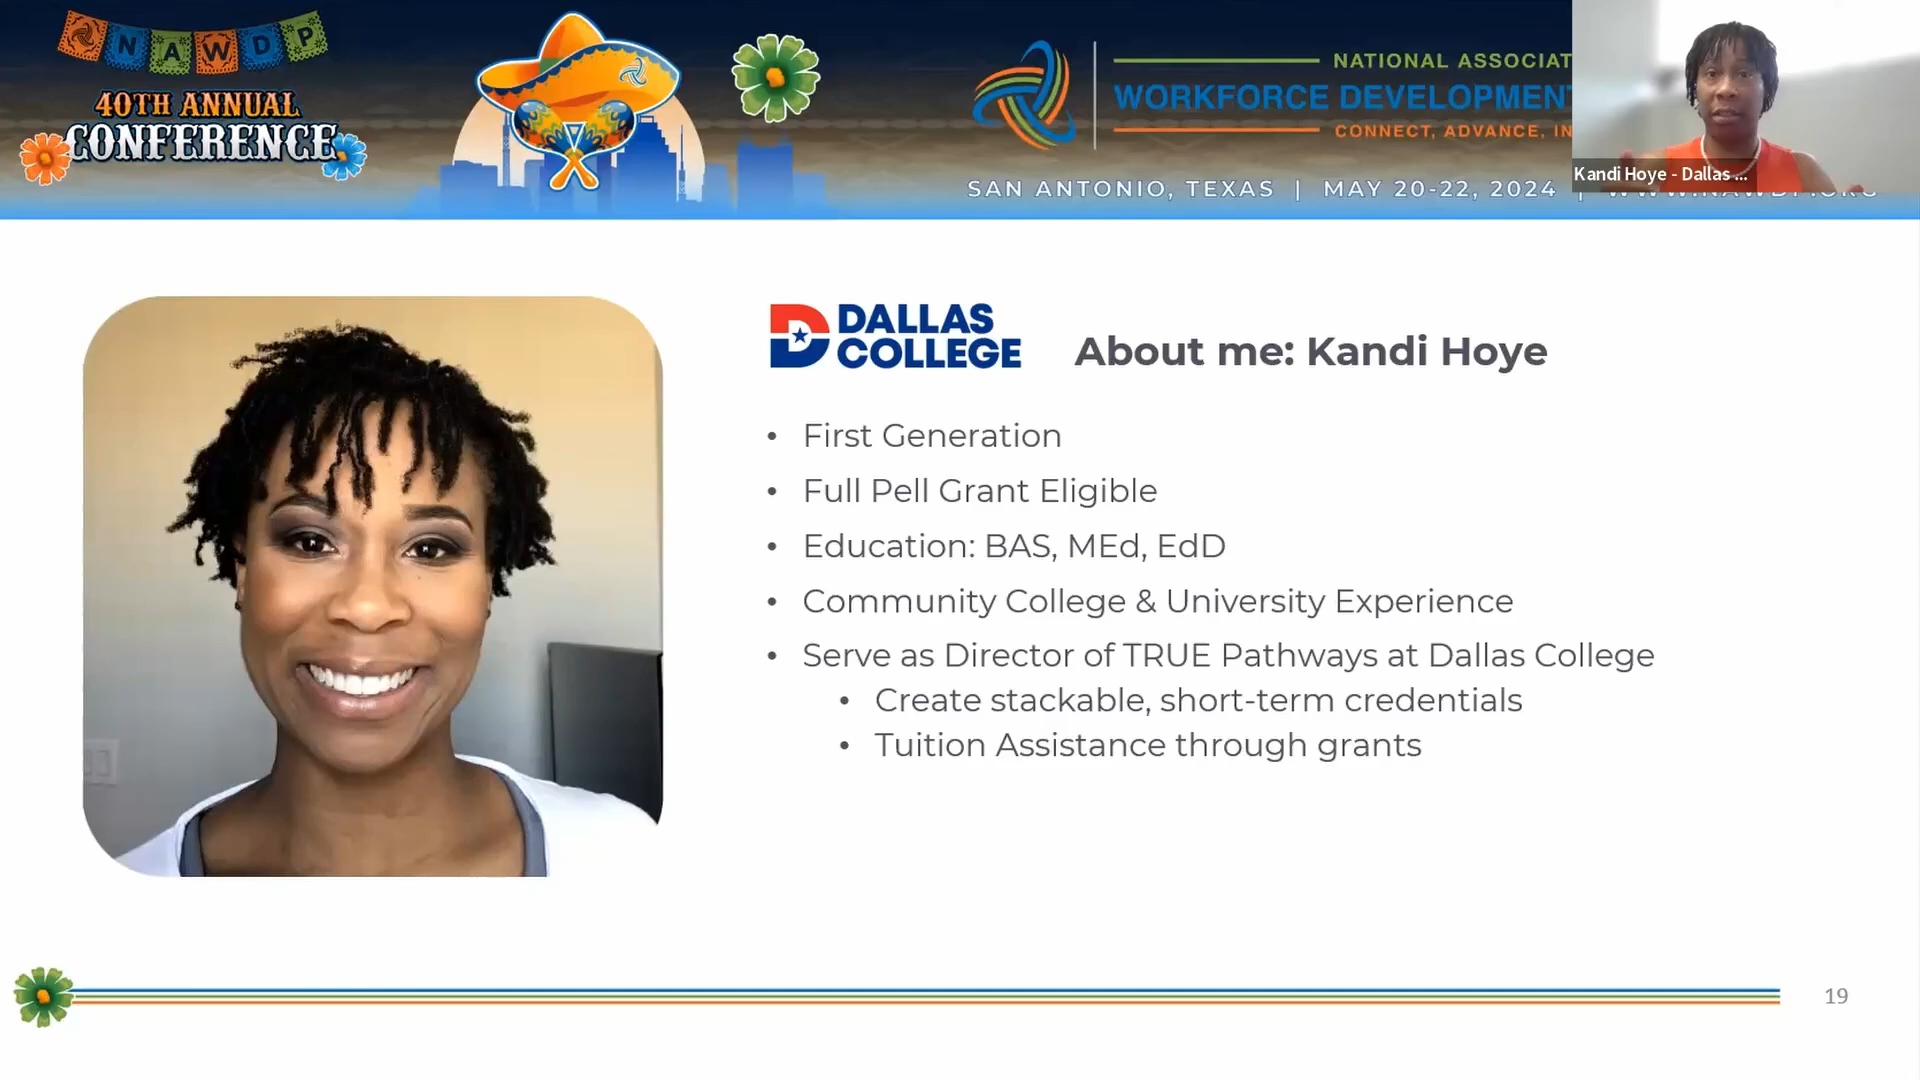 NAWDP
40TH ANNUAL
CONFERENCE
NATIONAL ASSOCIAT
WORKFORCE DEVELOPMENT
CONNECT, ADVANCE, IN
SAN ANTONIO, TEXAS | MAY 20-22, 2024 |
Kandi Hoye - Dallas ...
DALLAS
COLLEGE
About me: Kandi Hoye
• First Generation
• Full Pell Grant Eligible
• Education: BAS, MEd, EdD
• Community College & University Experience
• Serve as Director of TRUE Pathways at Dallas College
• Create stackable, short-term credentials
• Tuition Assistance through grants
19